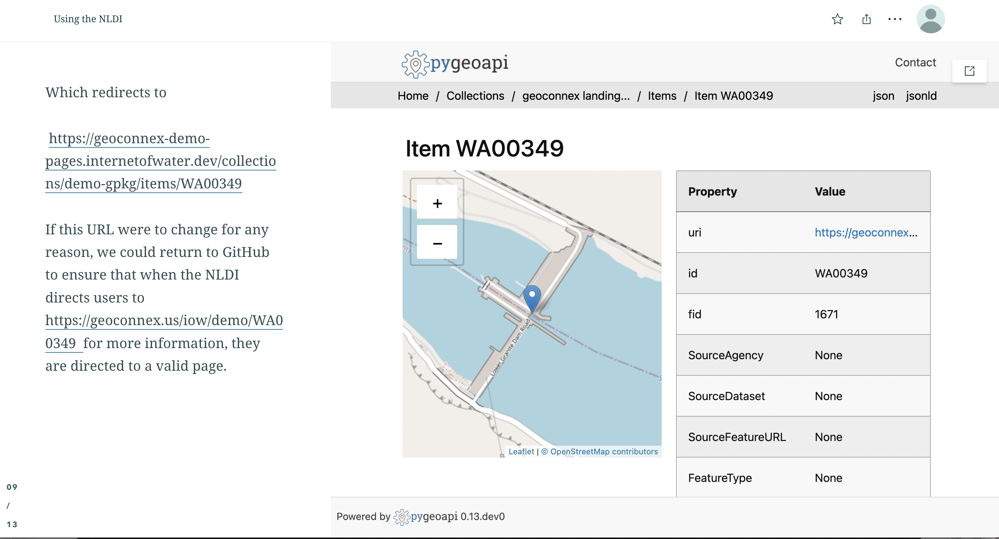 Using the NLDI
Which redirects to
https://geoconnex-demo-
pages.internetofwater.dev/collectio
ns/demo-gpkg/items/WA00349
If this URL were to change for any
reason, we could return to GitHub
to ensure that when the NLDI
directs users to
https://geoconnex.us/iow/demo/WA0
0349 for more information, they
are directed to a valid page.
09
/
13
pygeoapi
Contact
Home / Collections / geoconnex landing... / Items / Item WA00349
json jsonld
Item WA00349
+
−
nty
Lower Granite Dam Road
Leaflet | © OpenStreetMap contributors
Property Value
uri https://geoconnex...
id WA00349
fid 1671
SourceAgency None
SourceDataset None
SourceFeatureURL None
FeatureType None
Powered by pygeoapi 0.13.dev0